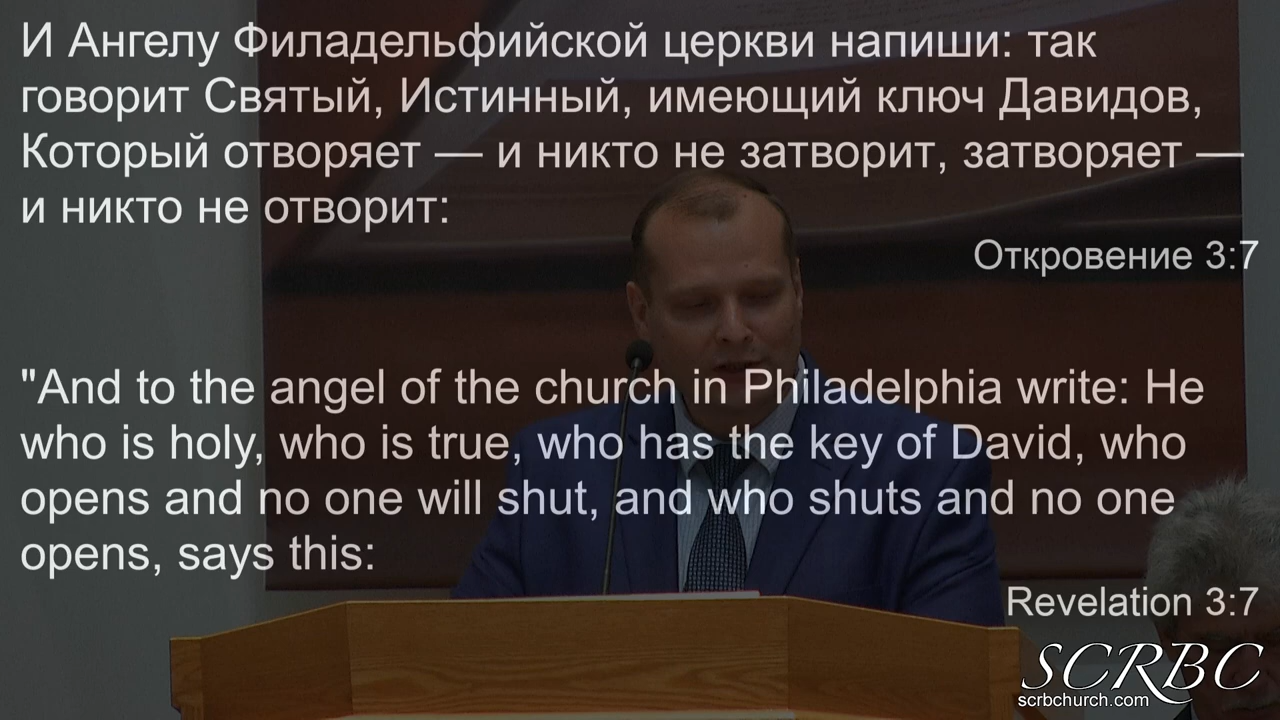 И Ангелу Филадельфийской церкви напиши: так
говорит Святый, Истинный, имеющий ключ Давидов,
Который отворяет — и никто не затворит, затворяет —
и никто не отворит:
Откровение 3:7
"And to the angel of the church in Philadelphia write: He
who is holy, who is true, who has the key of David, who
opens and no one will shut, and who shuts and no one
opens, says this:
Revelation 3:7
SCRBC
scrbchurch.com